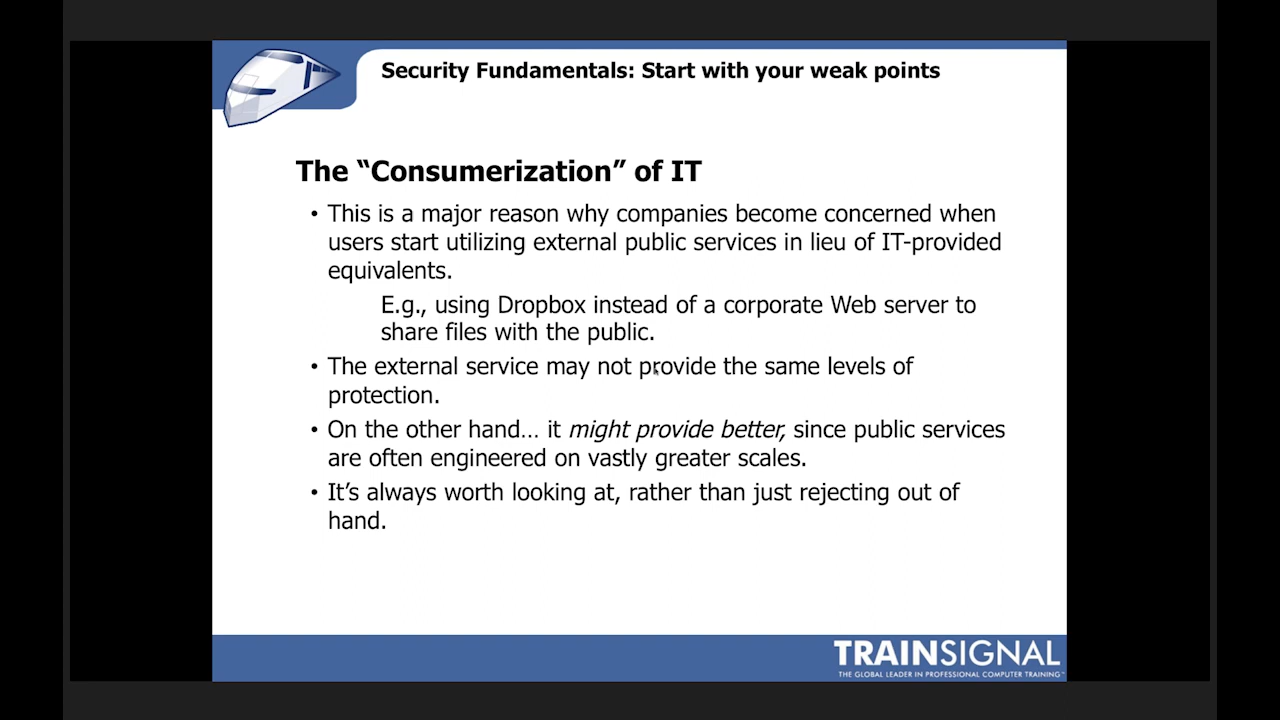 Security Fundamentals: Start with your weak points
The “Consumerization” of IT
• This is a major reason why companies become concerned when
users start utilizing external public services in lieu of IT-provided
equivalents.
E.g., using Dropbox instead of a corporate Web server to
share files with the public.
• The external service may not provide the same levels of
protection.
• On the other hand… it might provide better, since public services
are often engineered on vastly greater scales.
• It’s always worth looking at, rather than just rejecting out of
hand.
TRAINSIGNAL
THE GLOBAL LEADER IN PROFESSIONAL COMPUTER TRAINING